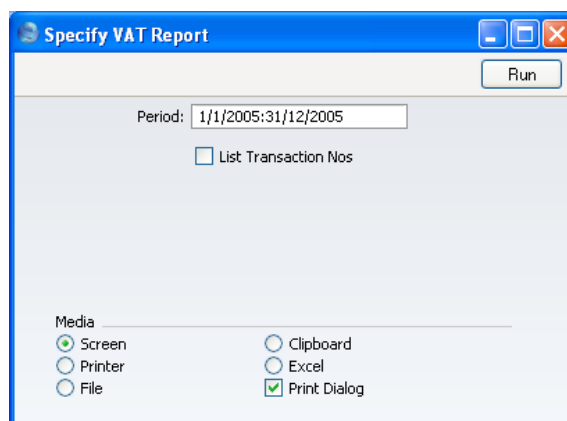 Specify VAT Report
Run
Period: 1/1/2005:31/12/2005
List Transaction Nos
Media
Screen Clipboard
Printer Excel
File Print Dialog